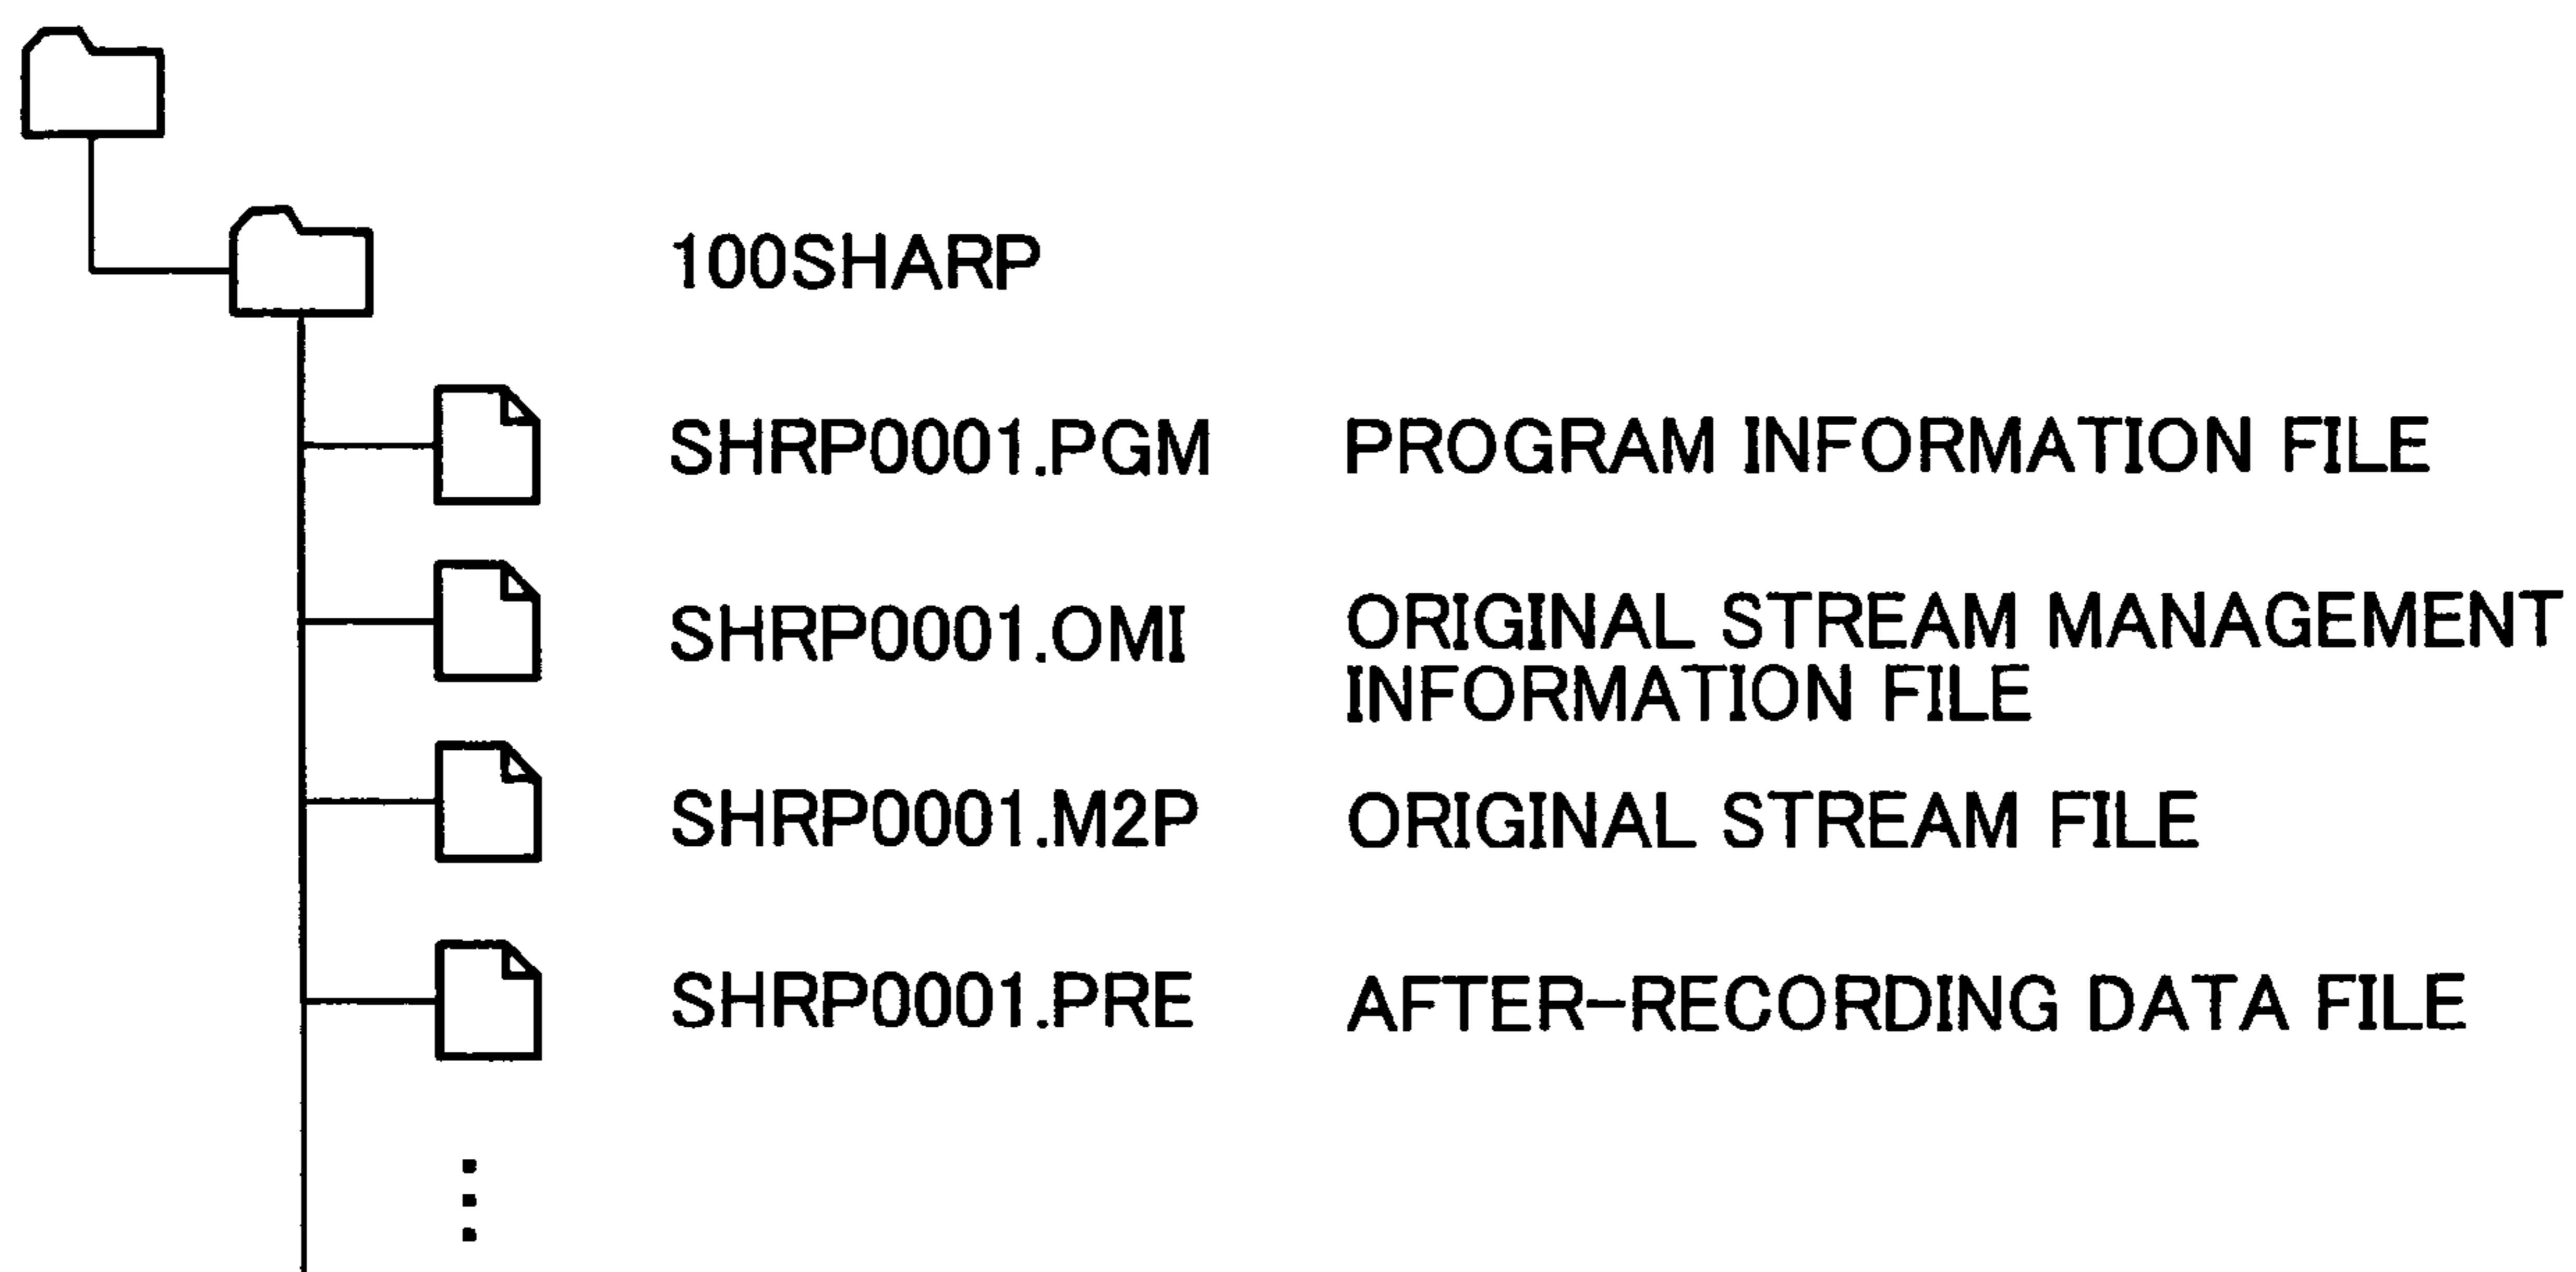 100SHARP
SHRP0001.PGM PROGRAM INFORMATION FILE
SHRP0001.OMI ORIGINAL STREAM MANAGEMENT
INFORMATION FILE
SHRP0001.M2P ORIGINAL STREAM FILE
SHRP0001.PRE AFTER-RECORDING DATA FILE